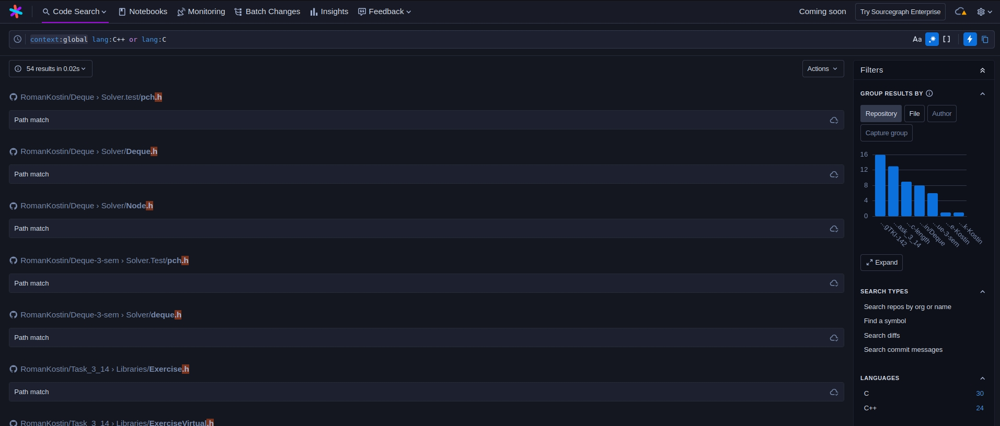 Code Search Notebooks Monitoring Batch Changes Insights Feedback Coming soon Try Sourcegraph Enterprise
context:global lang:C++ or lang:C Aa
54 results in 0.02s Actions
RomanKostin/Deque › Solver.test/pch.h
Path match
RomanKostin/Deque › Solver/Deque.h
Path match
RomanKostin/Deque › Solver/Node.h
Path match
RomanKostin/Deque-3-sem › Solver.Test/pch.h
Path match
RomanKostin/Deque-3-sem › Solver/deque.h
Path match
RomanKostin/Task_3_14 › Libraries/Exercise.h
Path match
RomanKostin/Task_3_14 › Libraries/ExerciseVirtual.h
Filters
GROUP RESULTS BY
Repository File Author
Capture group
16
12
8
4
0
...gTKI-142
...ask_3_14
...c-length
...in/Deque
...ue-3-sem
...e-Kostin
...k-Kostin
Expand
SEARCH TYPES
Search repos by org or name
Find a symbol
Search diffs
Search commit messages
LANGUAGES
C 30
C++ 24